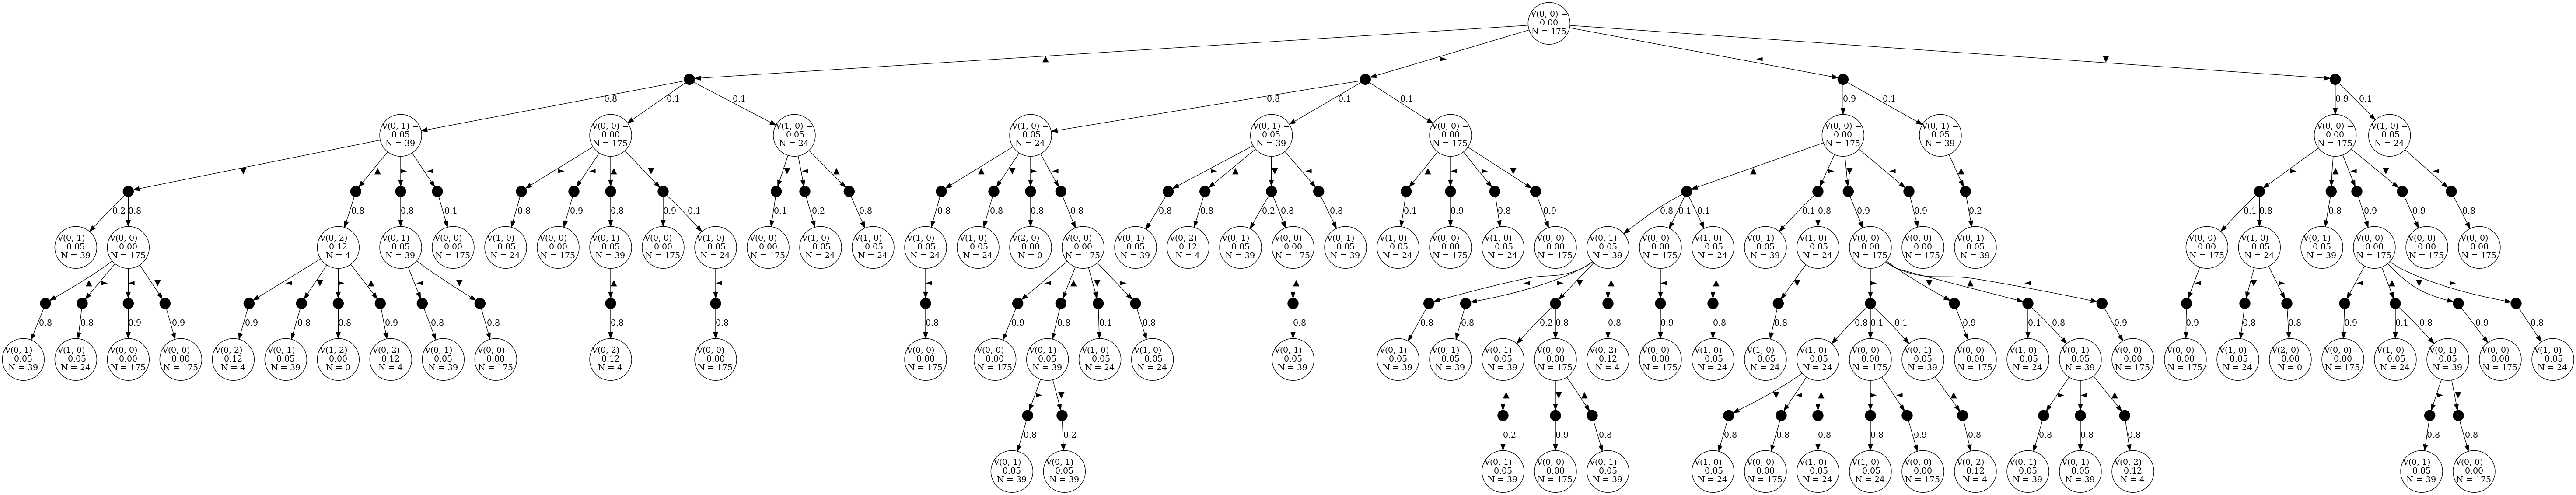 V(0, 0) =
0.00
N = 175
▲ ► ◄ ▼
0.8 0.1 0.1 0.8 0.1 0.1 0.9 0.1 0.9 0.1
V(0, 1) = V(0, 0) = V(1, 0) = V(1, 0) = V(0, 1) = V(0, 0) = V(0, 0) = V(0, 1) = V(0, 0) = V(1, 0) =
0.05 0.00 -0.05 -0.05 0.05 0.00 0.00 0.05 0.00 -0.05
N = 39 N = 175 N = 24 N = 24 N = 39 N = 175 N = 175 N = 39 N = 175 N = 24
▼ ▲ ► ◄ ► ◄ ▲ ▼ ▼ ◄ ▲ ▲ ▼ ► ◄ ► ▲ ▼ ◄ ▲ ◄ ► ▼ ▲ ► ▼ ◄ ▲ ► ▲ ◄ ▼ ◄
0.2 0.8 0.8 0.8 0.1 0.8 0.9 0.8 0.9 0.1 0.1 0.2 0.8 0.8 0.8 0.8 0.8 0.8 0.8 0.2 0.8 0.8 0.1 0.9 0.8 0.9 0.8 0.1 0.1 0.1 0.8 0.9 0.9 0.2 0.1 0.8 0.8 0.9 0.9 0.8
V(0, 1) = V(0, 0) = V(0, 2) = V(0, 1) = V(0, 0) = V(1, 0) = V(0, 0) = V(0, 1) = V(0, 0) = V(1, 0) = V(0, 0) = V(1, 0) = V(1, 0) = V(1, 0) = V(1, 0) = V(2, 0) = V(0, 0) = V(0, 1) = V(0, 2) = V(0, 1) = V(0, 0) = V(0, 1) = V(1, 0) = V(0, 0) = V(1, 0) = V(0, 0) = V(0, 1) = V(0, 0) = V(1, 0) = V(0, 1) = V(1, 0) = V(0, 0) = V(0, 0) = V(0, 1) = V(0, 0) = V(1, 0) = V(0, 1) = V(0, 0) = V(0, 0) = V(0, 0) =
0.05 0.00 0.12 0.05 0.00 -0.05 0.00 0.05 0.00 -0.05 0.00 -0.05 -0.05 -0.05 -0.05 0.00 0.00 0.05 0.12 0.05 0.00 0.05 -0.05 0.00 -0.05 0.00 0.05 0.00 -0.05 0.05 -0.05 0.00 0.00 0.05 0.00 -0.05 0.05 0.00 0.00 0.00
N = 39 N = 175 N = 4 N = 39 N = 175 N = 24 N = 175 N = 39 N = 175 N = 24 N = 175 N = 24 N = 24 N = 24 N = 24 N = 0 N = 175 N = 39 N = 4 N = 39 N = 175 N = 39 N = 24 N = 175 N = 24 N = 175 N = 39 N = 175 N = 24 N = 39 N = 24 N = 175 N = 175 N = 39 N = 175 N = 24 N = 39 N = 175 N = 175 N = 175
▲ ► ◄ ▼ ◄ ▼ ► ▲ ◄ ▼ ▲ ◄ ◄ ◄ ▲ ▼ ► ▲ ◄ ► ▼ ▲ ◄ ▲ ▼ ► ▼ ▲ ◄ ◄ ▼ ► ◄ ▲ ▼ ►
0.8 0.8 0.9 0.9 0.9 0.8 0.8 0.9 0.8 0.8 0.8 0.8 0.8 0.9 0.8 0.1 0.8 0.8 0.8 0.8 0.2 0.8 0.8 0.9 0.8 0.8 0.8 0.1 0.1 0.9 0.1 0.8 0.9 0.9 0.8 0.8 0.9 0.1 0.8 0.9 0.8
V(0, 1) = V(1, 0) = V(0, 0) = V(0, 0) = V(0, 2) = V(0, 1) = V(1, 2) = V(0, 2) = V(0, 1) = V(0, 0) = V(0, 2) = V(0, 0) = V(0, 0) = V(0, 0) = V(0, 1) = V(1, 0) = V(1, 0) = V(0, 1) = V(0, 1) = V(0, 1) = V(0, 1) = V(0, 0) = V(0, 2) = V(0, 0) = V(1, 0) = V(1, 0) = V(1, 0) = V(0, 0) = V(0, 1) = V(0, 0) = V(1, 0) = V(0, 1) = V(0, 0) = V(0, 0) = V(1, 0) = V(2, 0) = V(0, 0) = V(1, 0) = V(0, 1) = V(0, 0) = V(1, 0) =
0.05 -0.05 0.00 0.00 0.12 0.05 0.00 0.12 0.05 0.00 0.12 0.00 0.00 0.00 0.05 -0.05 -0.05 0.05 0.05 0.05 0.05 0.00 0.12 0.00 -0.05 -0.05 -0.05 0.00 0.05 0.00 -0.05 0.05 0.00 0.00 -0.05 0.00 0.00 -0.05 0.05 0.00 -0.05
N = 39 N = 24 N = 175 N = 175 N = 4 N = 39 N = 0 N = 4 N = 39 N = 175 N = 4 N = 175 N = 175 N = 175 N = 39 N = 24 N = 24 N = 39 N = 39 N = 39 N = 39 N = 175 N = 4 N = 175 N = 24 N = 24 N = 24 N = 175 N = 39 N = 175 N = 24 N = 39 N = 175 N = 175 N = 24 N = 0 N = 175 N = 24 N = 39 N = 175 N = 24
► ▼ ▲ ▼ ▲ ▼ ◄ ▲ ► ◄ ▲ ► ◄ ▲ ► ▼
0.8 0.2 0.2 0.9 0.8 0.8 0.8 0.8 0.8 0.9 0.8 0.8 0.8 0.8 0.8 0.8
V(0, 1) = V(0, 1) = V(0, 1) = V(0, 0) = V(0, 1) = V(1, 0) = V(0, 0) = V(1, 0) = V(1, 0) = V(0, 0) = V(0, 2) = V(0, 1) = V(0, 1) = V(0, 2) = V(0, 1) = V(0, 0) =
0.05 0.05 0.05 0.00 0.05 -0.05 0.00 -0.05 -0.05 0.00 0.12 0.05 0.05 0.12 0.05 0.00
N = 39 N = 39 N = 39 N = 175 N = 39 N = 24 N = 175 N = 24 N = 24 N = 175 N = 4 N = 39 N = 39 N = 4 N = 39 N = 175